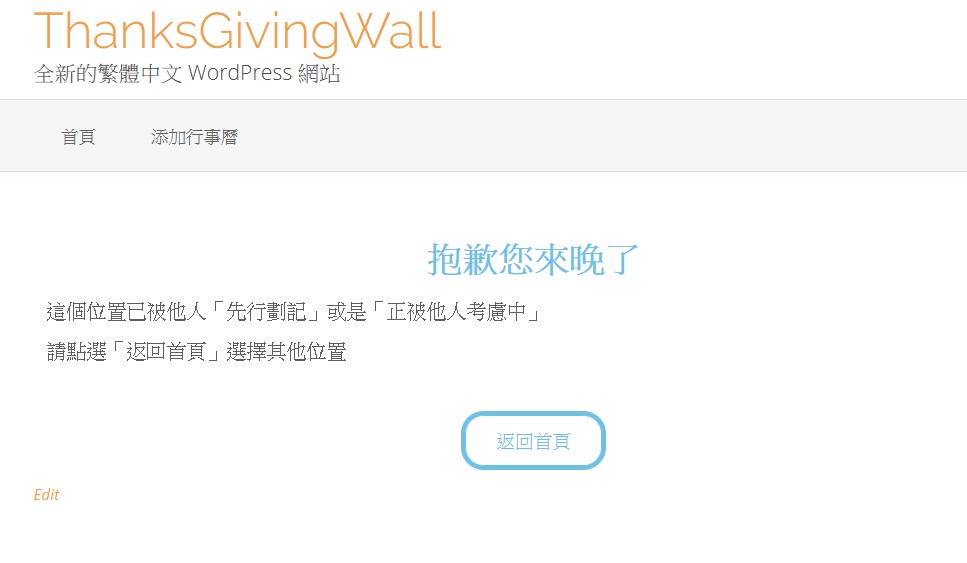 ThanksGivingWall
全新的繁體中文 WordPress 網站
首頁
添加行事曆
抱歉您來晚了
這個位置已被他人「先行劃記」或是「正被他人考慮中」
請點選「返回首頁」選擇其他位置
返回首頁
Edit